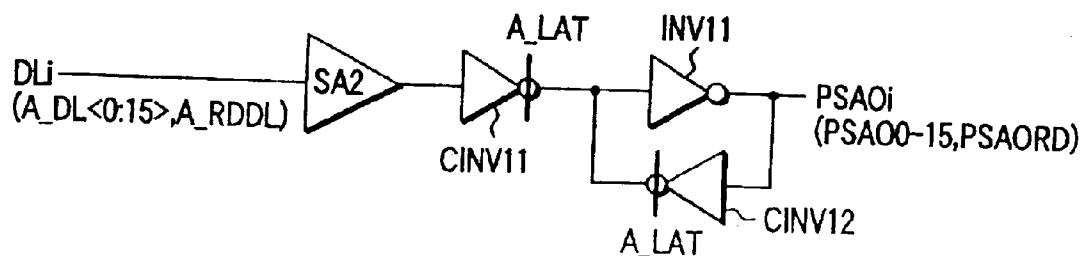 A_LAT
INV11
DLi
SA2
PSAOi
(A_DL<0:15>,A_RDDL)
(PSAO0-15,PSAORD)
CINV11
CINV12
A_LAT